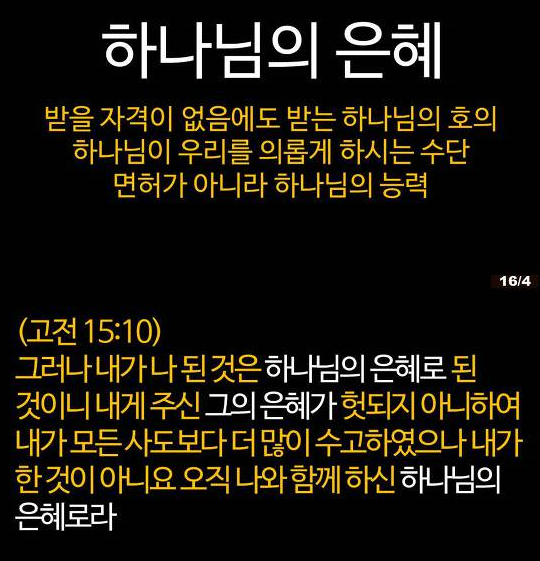 하나님의 은혜
받을 자격이 없음에도 받는 하나님의 호의
하나님이 우리를 의롭게 하시는 수단
면허가 아니라 하나님의 능력
16/4
(고전 15:10)
그러나 내가 나 된 것은 하나님의 은혜로 된
것이니 내게 주신 그의 은혜가 헛되지 아니하여
내가 모든 사도보다 더 많이 수고하였으나 내가
한 것이 아니요 오직 나와 함께 하신 하나님의
은혜로라